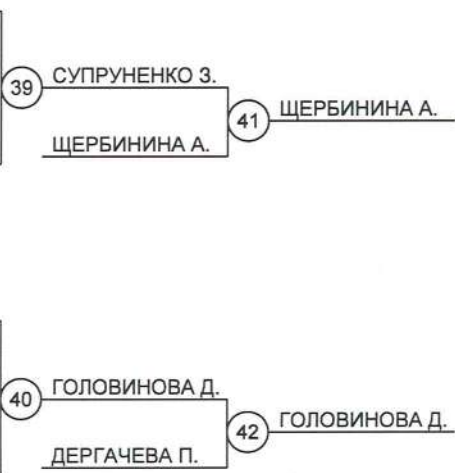 39 СУПРУНЕНКО З.
41 ЩЕРБИНИНА А.
ЩЕРБИНИНА А.
40 ГОЛОВИНОВА Д.
42 ГОЛОВИНОВА Д.
ДЕРГАЧЕВА П.